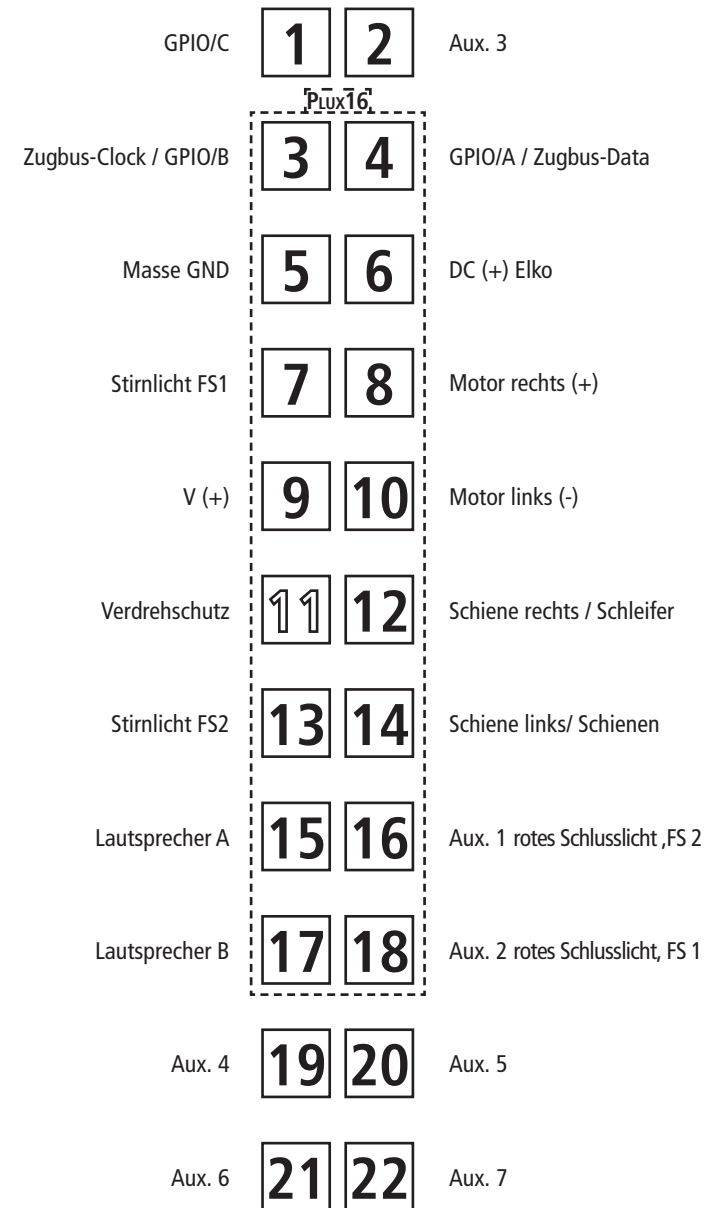 GPIO/C 1 2 Aux. 3
PLUX16
Zugbus-Clock / GPIO/B 3 4 GPIO/A / Zugbus-Data
Masse GND 5 6 DC (+) Elko
Stirnlicht FS1 7 8 Motor rechts (+)
V (+) 9 10 Motor links (-)
Verdrehschutz 11 12 Schiene rechts / Schleifer
Stirnlicht FS2 13 14 Schiene links/ Schienen
Lautsprecher A 15 16 Aux. 1 rotes Schlusslicht ,FS 2
Lautsprecher B 17 18 Aux. 2 rotes Schlusslicht, FS 1
Aux. 4 19 20 Aux. 5
Aux. 6 21 22 Aux. 7